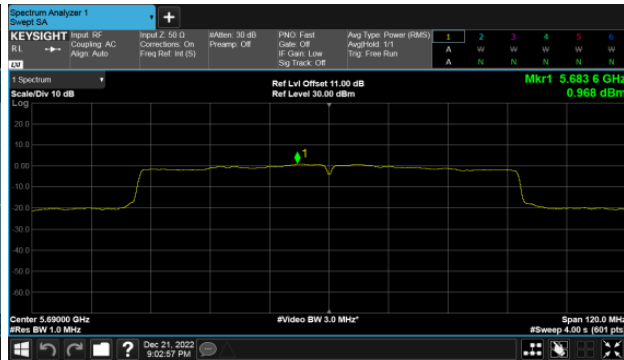 Spectrum Analyzer 1
Swept SA
+
KEYSIGHT Input: RF Input Z: 50 Ω #Atten: 30 dB PNO: Fast Avg Type: Power (RMS) 1 2 3 4 5 6
RL Coupling: AC Corrections: On Preamp: Off Gate: Off Avg|Hold: 1/1 A W W W W W
Align: Auto Freq Ref: Int (S) IF Gain: Low Trig: Free Run
Sig Track: Off A N N N N N
1 Spectrum Ref Lvl Offset 11.00 dB Mkr1 5.683 6 GHz
Scale/Div 10 dB Ref Level 30.00 dBm 0.968 dBm
Log
20.0
10.0
1
0.00
-10.0
-20.0
-30.0
-40.0
-50.0
-60.0
Center 5.69000 GHz #Video BW 3.0 MHz* Span 120.0 MHz
#Res BW 1.0 MHz #Sweep 4.00 s (601 pts)
? Dec 21, 2022
9:02:57 PM